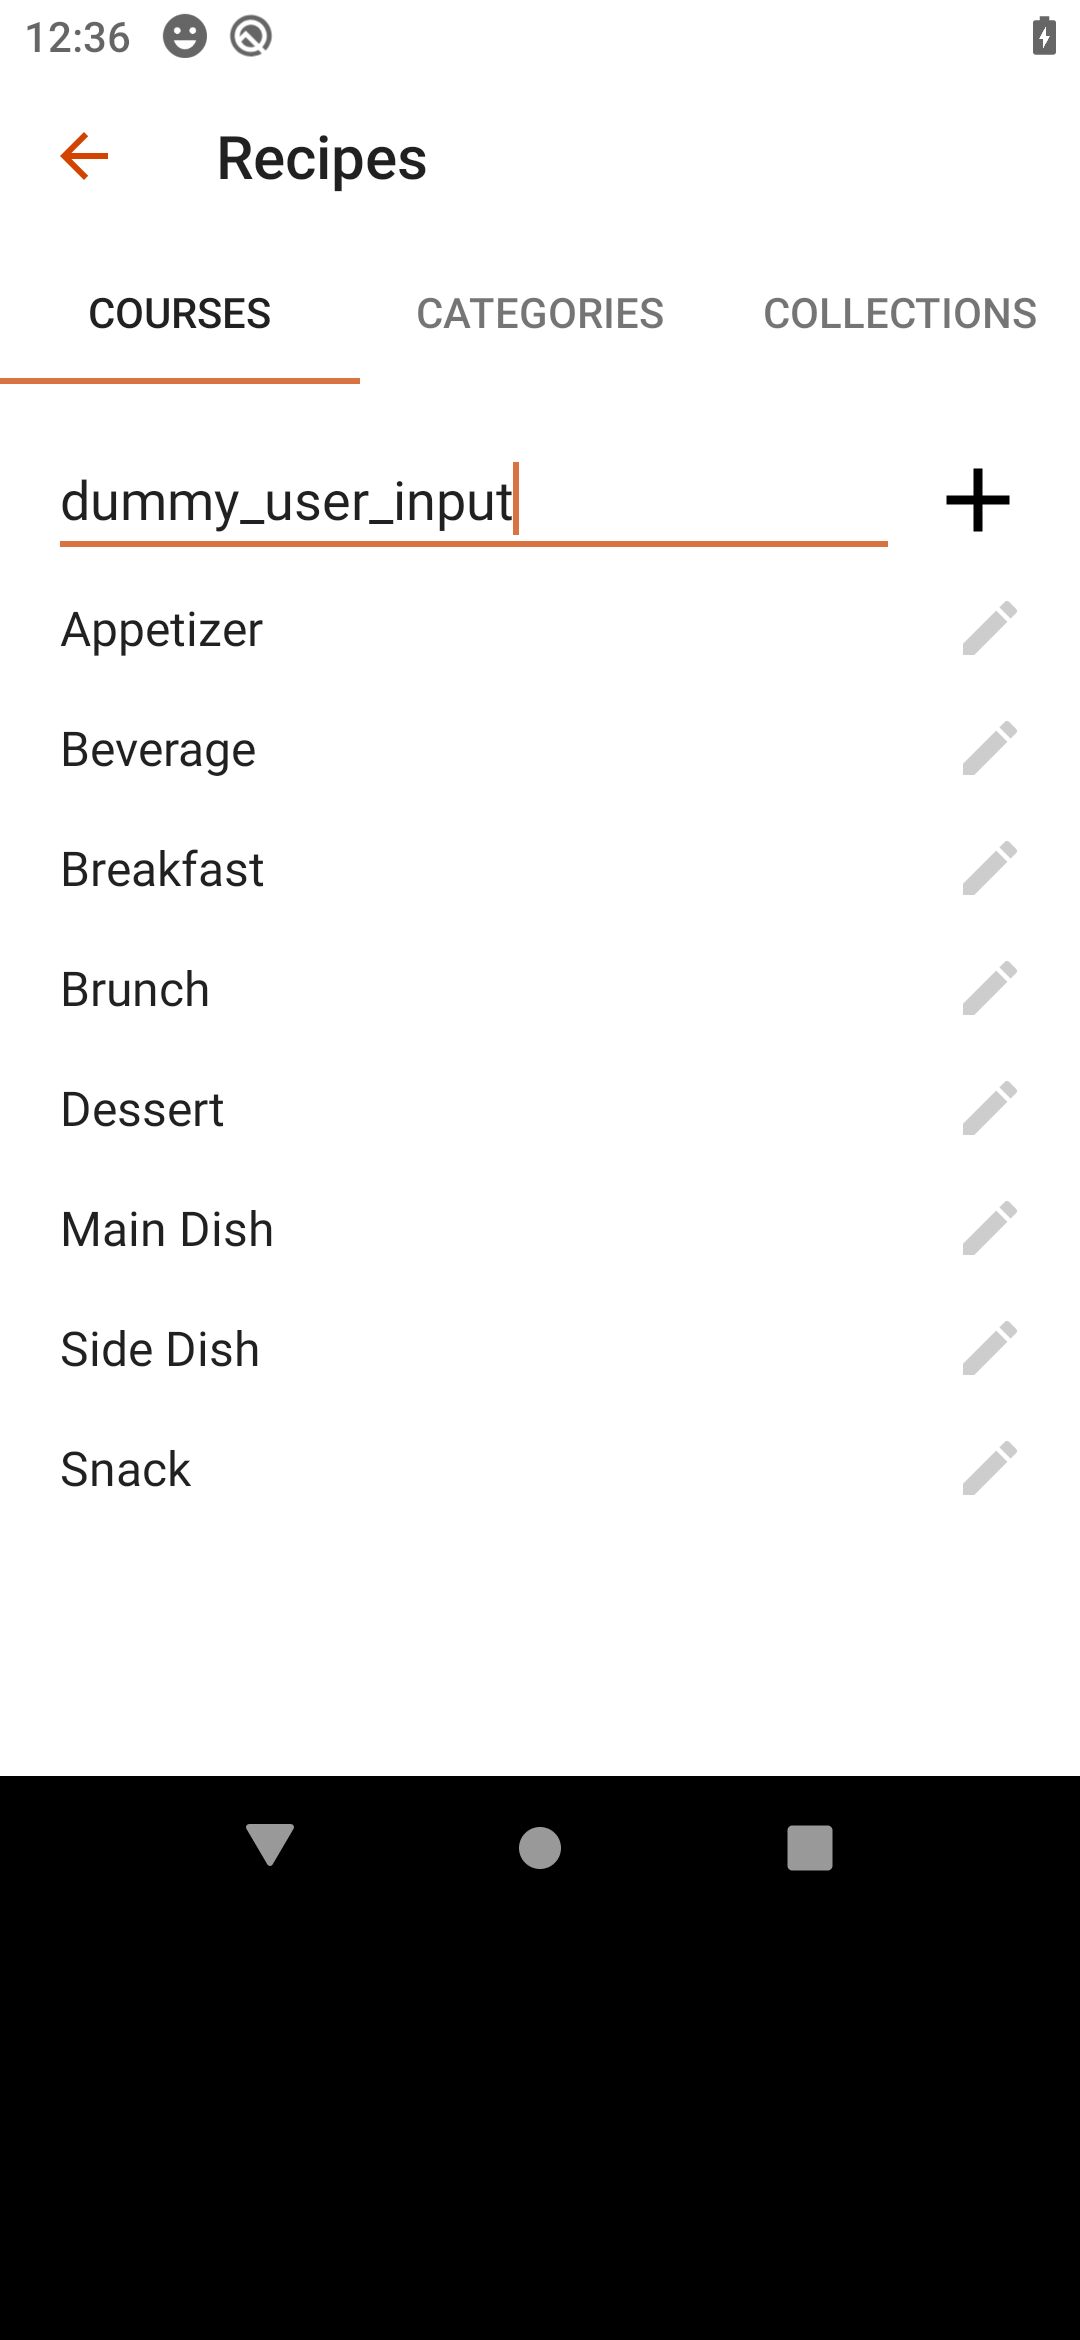 12:36
Recipes
COURSES CATEGORIES COLLECTIONS
dummy_user_input
Appetizer
Beverage
Breakfast
Brunch
Dessert
Main Dish
Side Dish
Snack